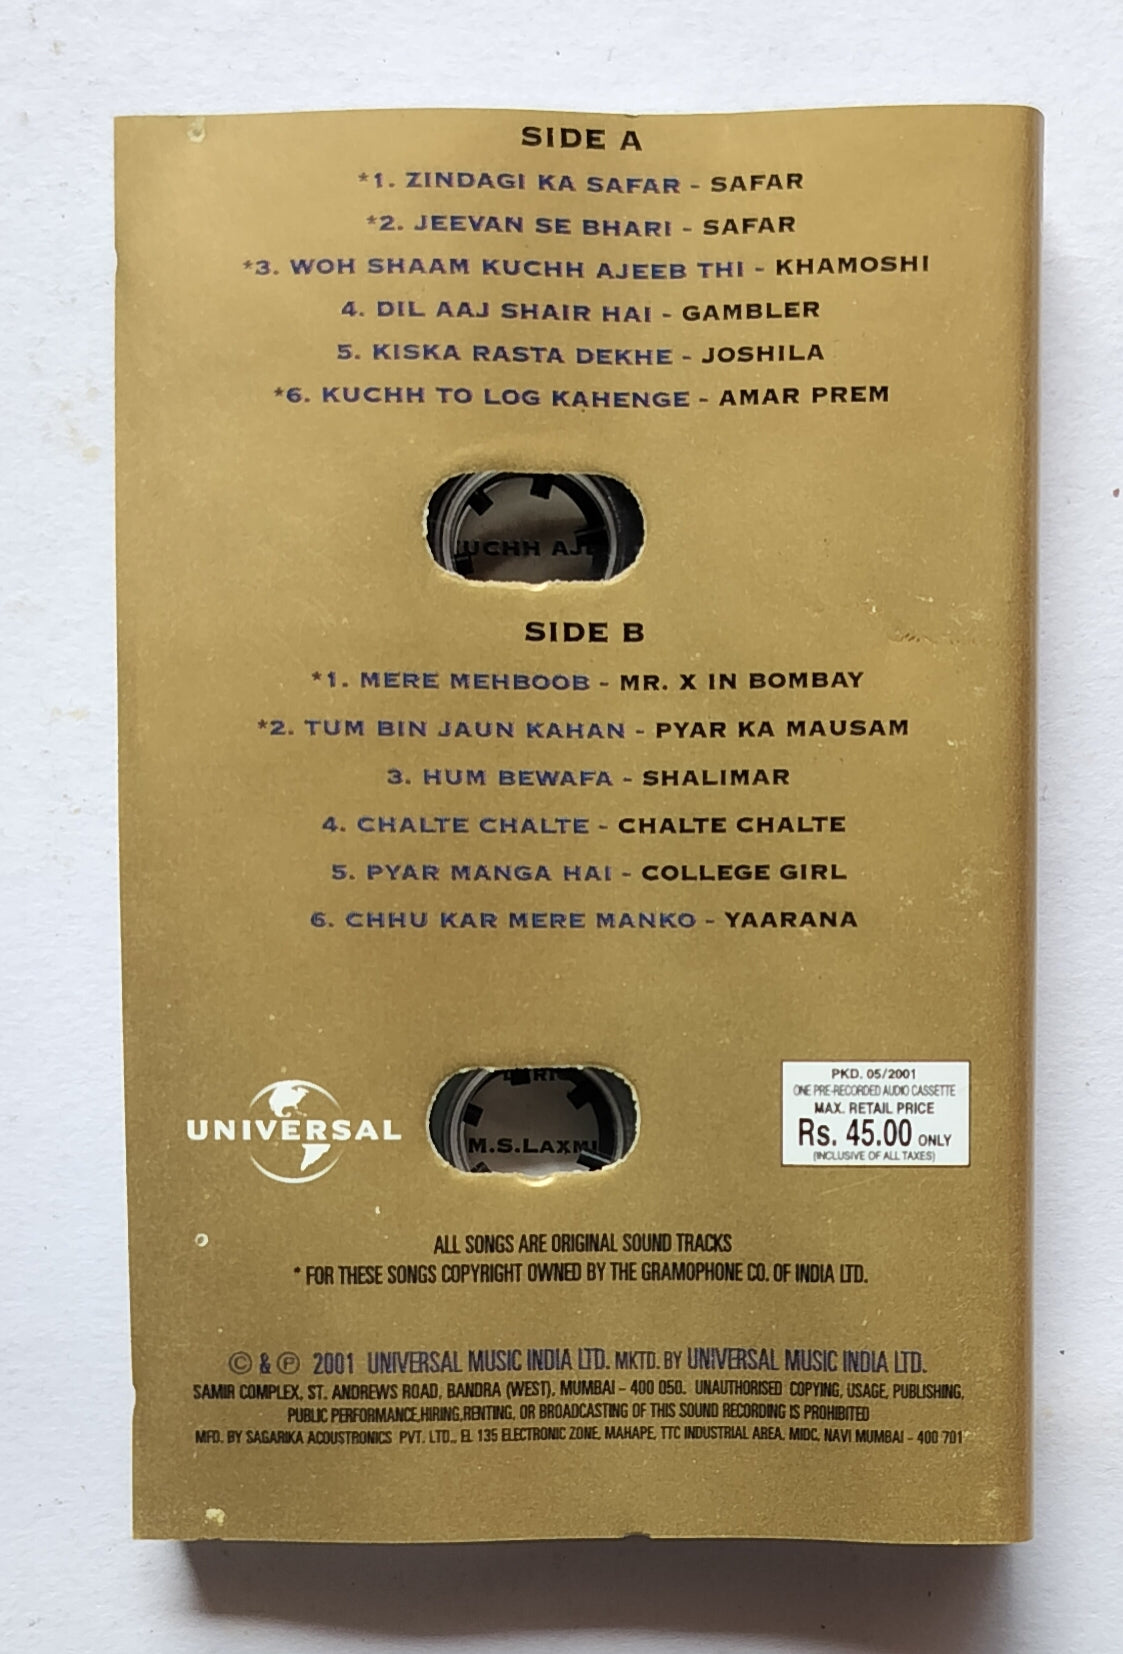 SIDE A
*1. ZINDAGI KA SAFAR - SAFAR
*2. JEEVAN SE BHARI - SAFAR
*3. WOH SHAAM KUCHH AJEEB THI - KHAMOSHI
4. DIL AAJ SHAIR HAI - GAMBLER
5. KISKA RASTA DEKHE - JOSHILA
*6. KUCHH TO LOG KAHENGE - AMAR PREM
UCHH AJE
SIDE B
*1. MERE MEHBOOB - MR. X IN BOMBAY
*2. TUM BIN JAUN KAHAN - PYAR KA MAUSAM
3. HUM BEWAFA - SHALIMAR
4. CHALTE CHALTE - CHALTE CHALTE
5. PYAR MANGA HAI - COLLEGE GIRL
6. CHHU KAR MERE MANKO - YAARANA
UNIVERSAL
M.S.LAXMI
PKD. 05/2001
ONE PRE-RECORDED AUDIO CASSETTE
MAX. RETAIL PRICE
Rs. 45.00 ONLY
(INCLUSIVE OF ALL TAXES)
ALL SONGS ARE ORIGINAL SOUND TRACKS
* FOR THESE SONGS COPYRIGHT OWNED BY THE GRAMOPHONE CO. OF INDIA LTD.
© & ℗ 2001 UNIVERSAL MUSIC INDIA LTD. MKTD. BY UNIVERSAL MUSIC INDIA LTD.
SAMIR COMPLEX, ST. ANDREWS ROAD, BANDRA (WEST), MUMBAI - 400 050. UNAUTHORISED COPYING, USAGE, PUBLISHING,
PUBLIC PERFORMANCE,HIRING,RENTING, OR BROADCASTING OF THIS SOUND RECORDING IS PROHIBITED
MFD. BY SAGARIKA ACOUSTRONICS PVT. LTD., EL 135 ELECTRONIC ZONE, MAHAPE, TTC INDUSTRIAL AREA, MIDC, NAVI MUMBAI - 400 701